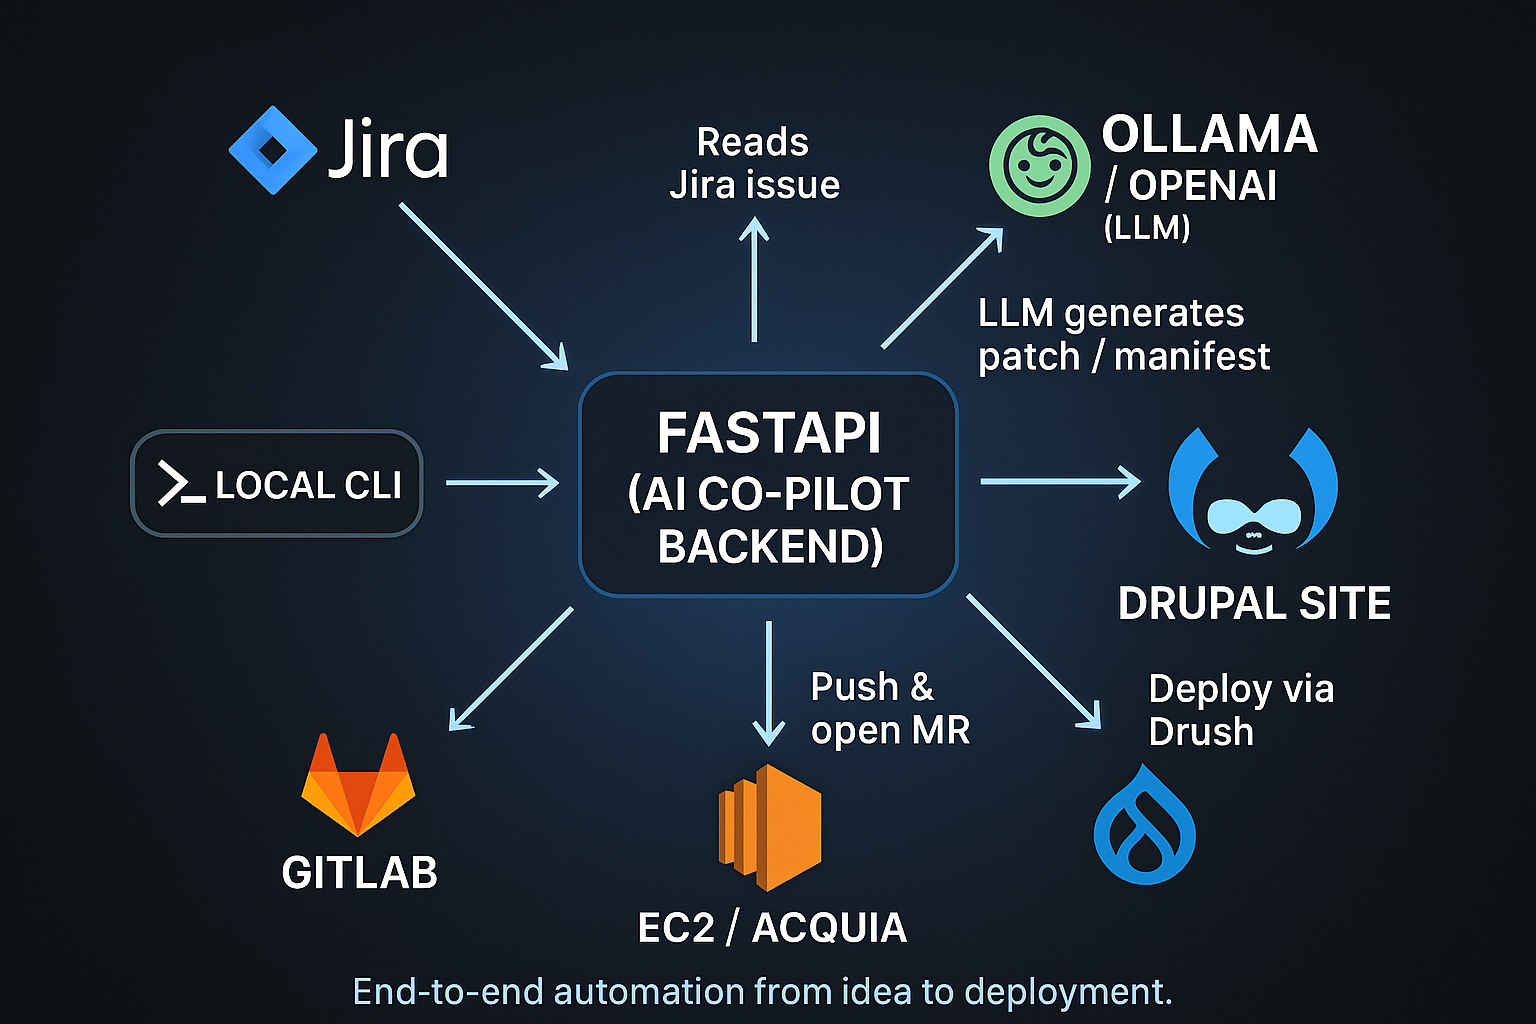 Jira
Reads
Jira issue
OLLAMA
/ OPENAI
(LLM)
LLM generates
patch / manifest
FASTAPI
(AI CO-PILOT
BACKEND)
>_ LOCAL CLI
DRUPAL SITE
Push &
open MR
Deploy via
Drush
GITLAB
EC2 / ACQUIA
End-to-end automation from idea to deployment.